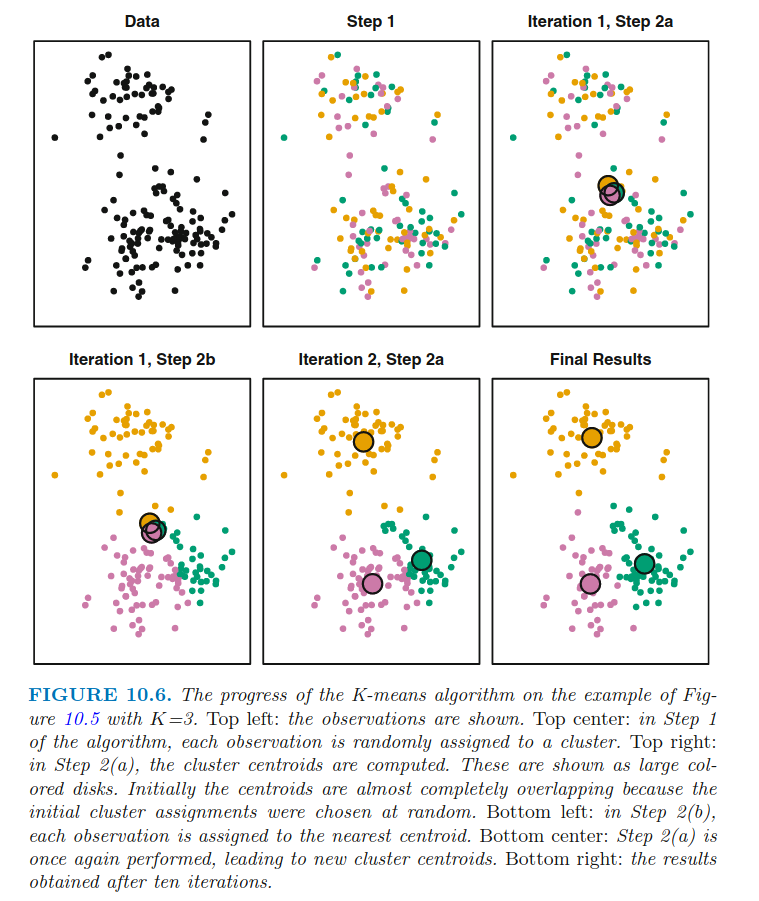 Data
Step 1
Iteration 1, Step 2a
Iteration 1, Step 2b
Iteration 2, Step 2a
Final Results
FIGURE 10.6. The progress of the K-means algorithm on the example of Fig-
ure 10.5 with K=3. Top left: the observations are shown. Top center: in Step 1
of the algorithm, each observation is randomly assigned to a cluster. Top right:
in Step 2(a), the cluster centroids are computed. These are shown as large col-
ored disks. Initially the centroids are almost completely overlapping because the
initial cluster assignments were chosen at random. Bottom left: in Step 2(b),
each observation is assigned to the nearest centroid. Bottom center: Step 2(a) is
once again performed, leading to new cluster centroids. Bottom right: the results
obtained after ten iterations.